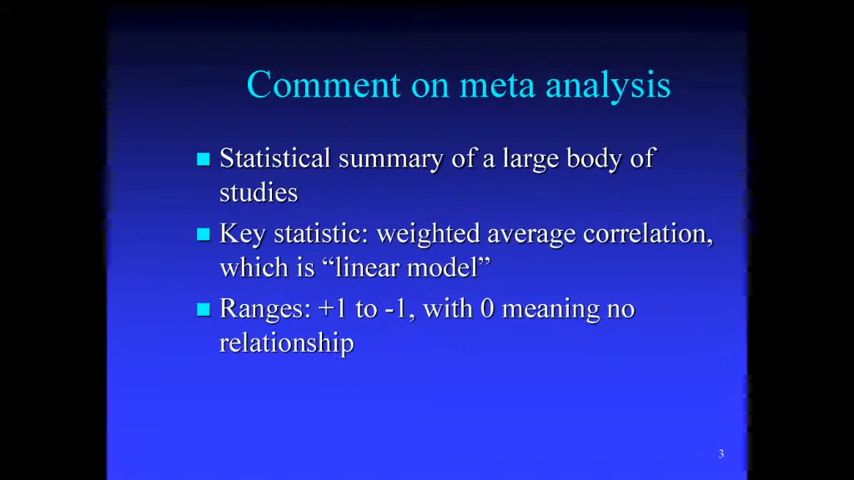 Comment on meta analysis
Statistical summary of a large body of
studies
Key statistic: weighted average correlation,
which is “linear model”
Ranges: +1 to -1, with 0 meaning no
relationship
3